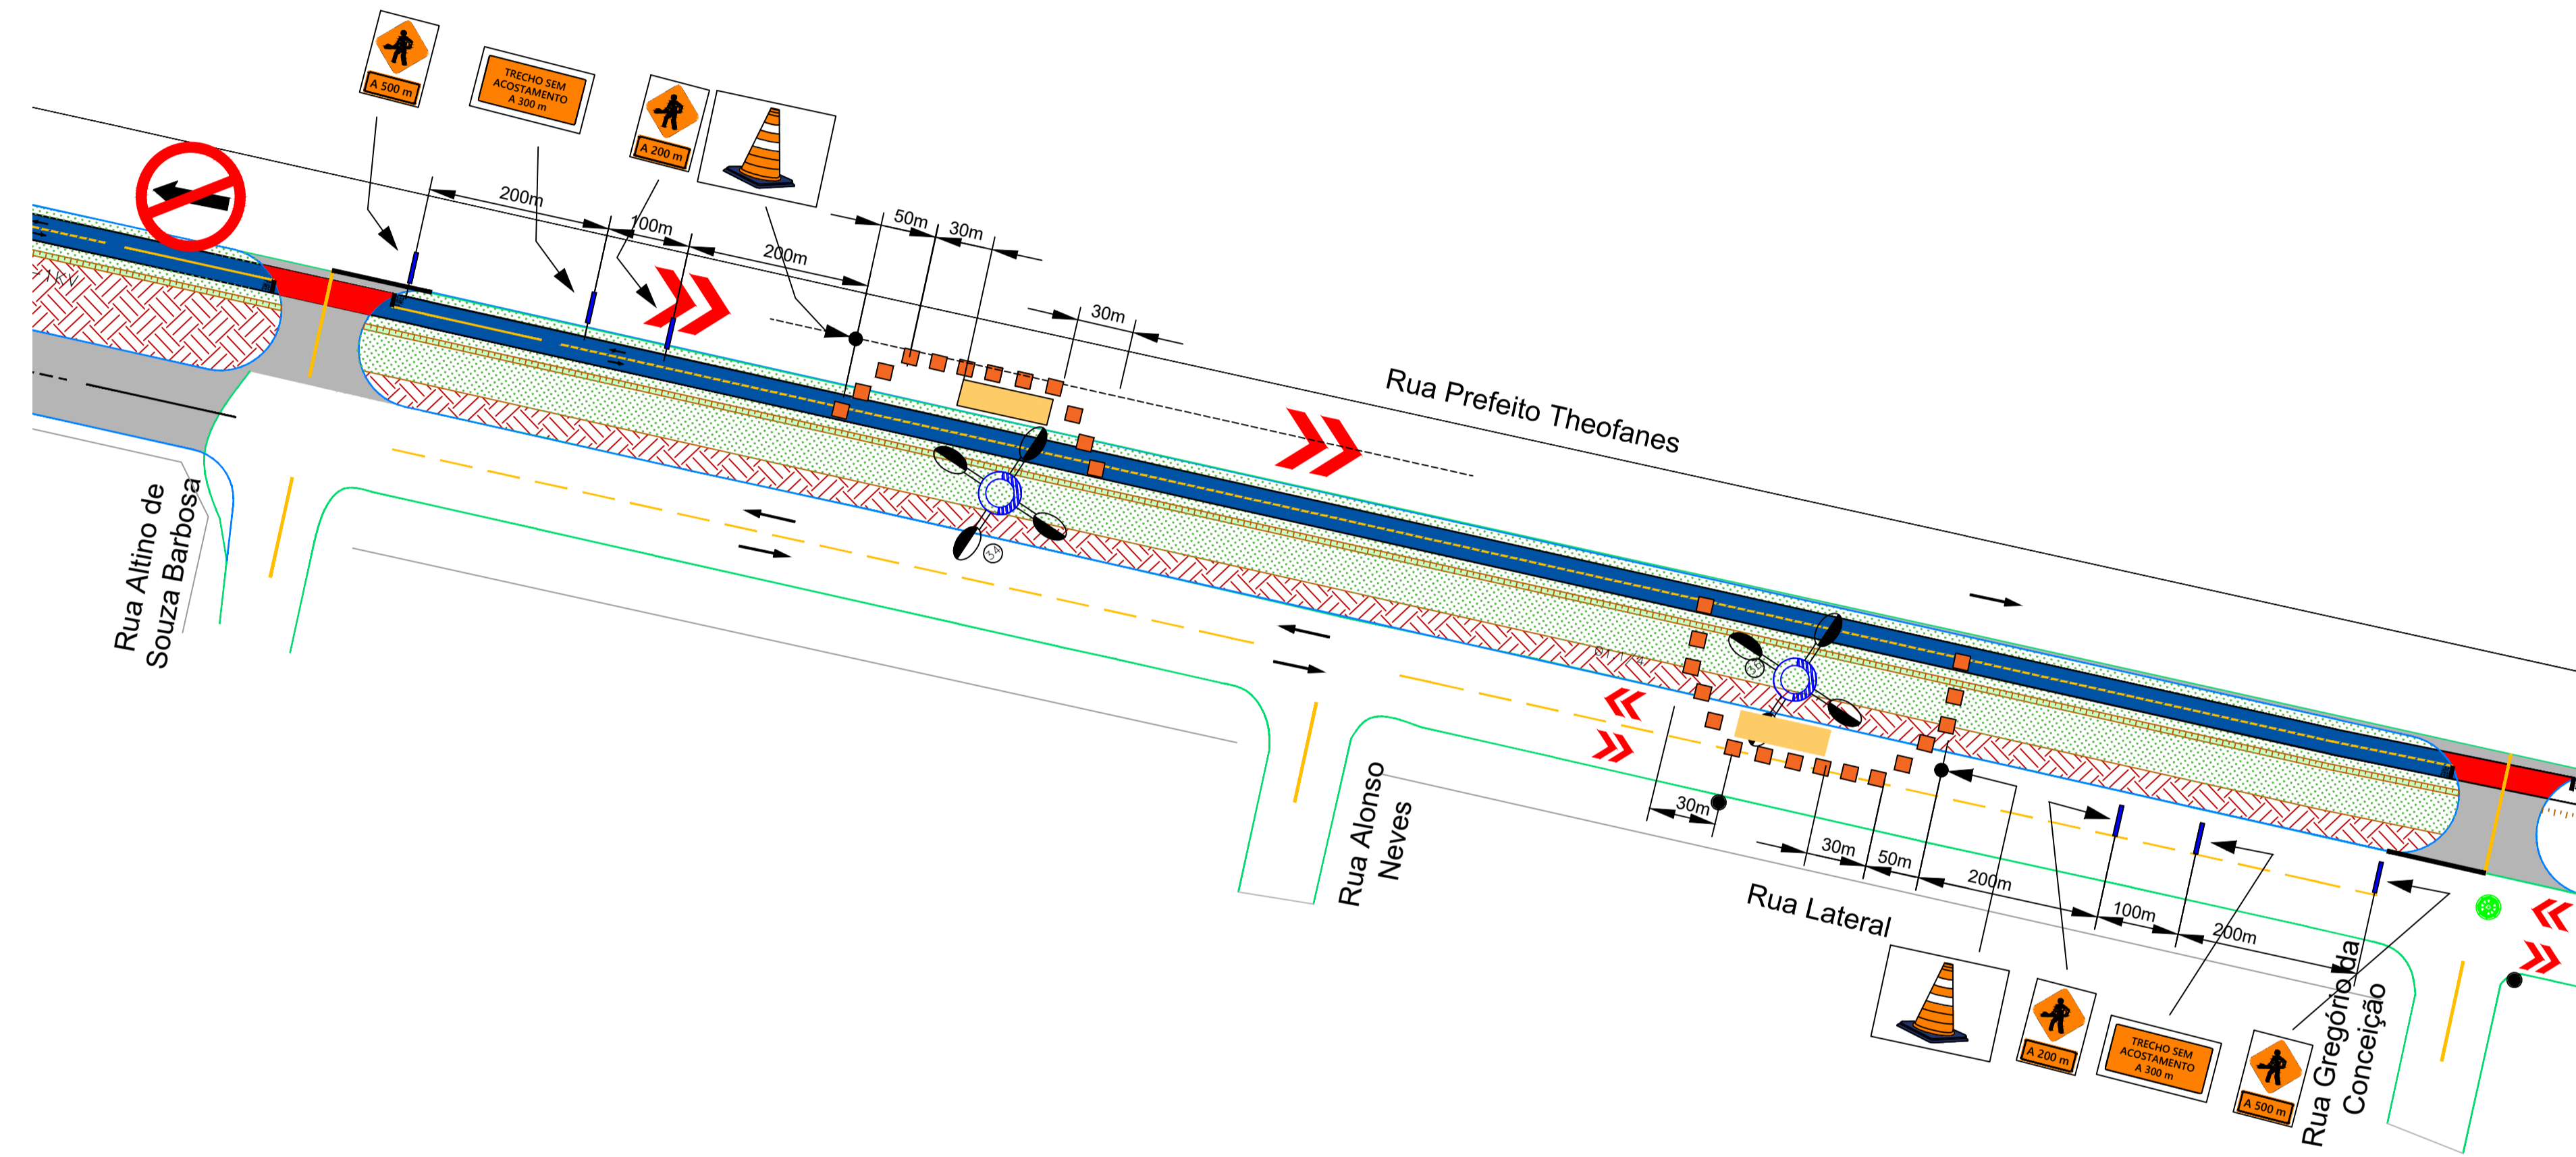 A 500 m
TRECHO SEM
ACOSTAMENTO
A 300 m
A 200 m
200m
100m
200m
50m
30m
30m
Rua Prefeito Theofanes
Rua Altino de
Souza Barbosa
Rua Alonso
Neves
30m
30m
50m
200m
100m
200m
Rua Lateral
Rua Gregório da
Conceição
A 200 m
TRECHO SEM
ACOSTAMENTO
A 300 m
A 500 m